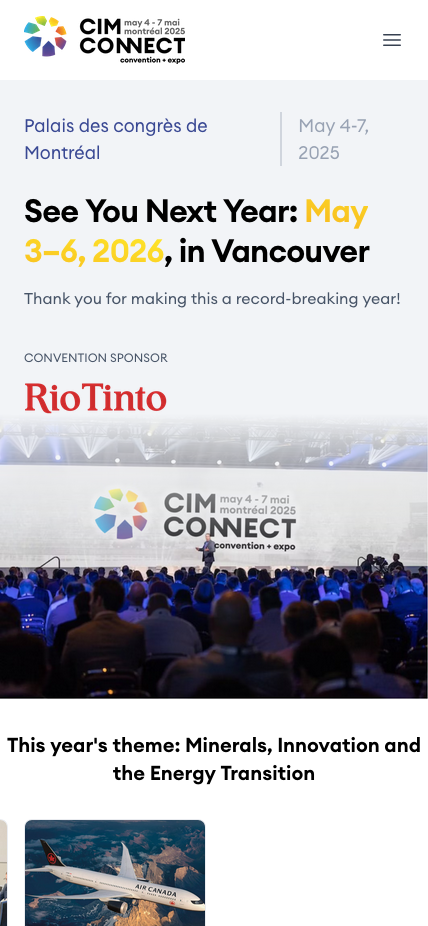 CIM
may 4 - 7 mai
montréal 2025
CONNECT
convention + expo
Palais des congrès de
Montréal
May 4-7,
2025
See You Next Year: May
3–6, 2026, in Vancouver
Thank you for making this a record-breaking year!
CONVENTION SPONSOR
RioTinto
CIM
may 4 - 7 mai
montréal 2025
CONNECT
convention + expo
This year's theme: Minerals, Innovation and
the Energy Transition
AIR CANADA